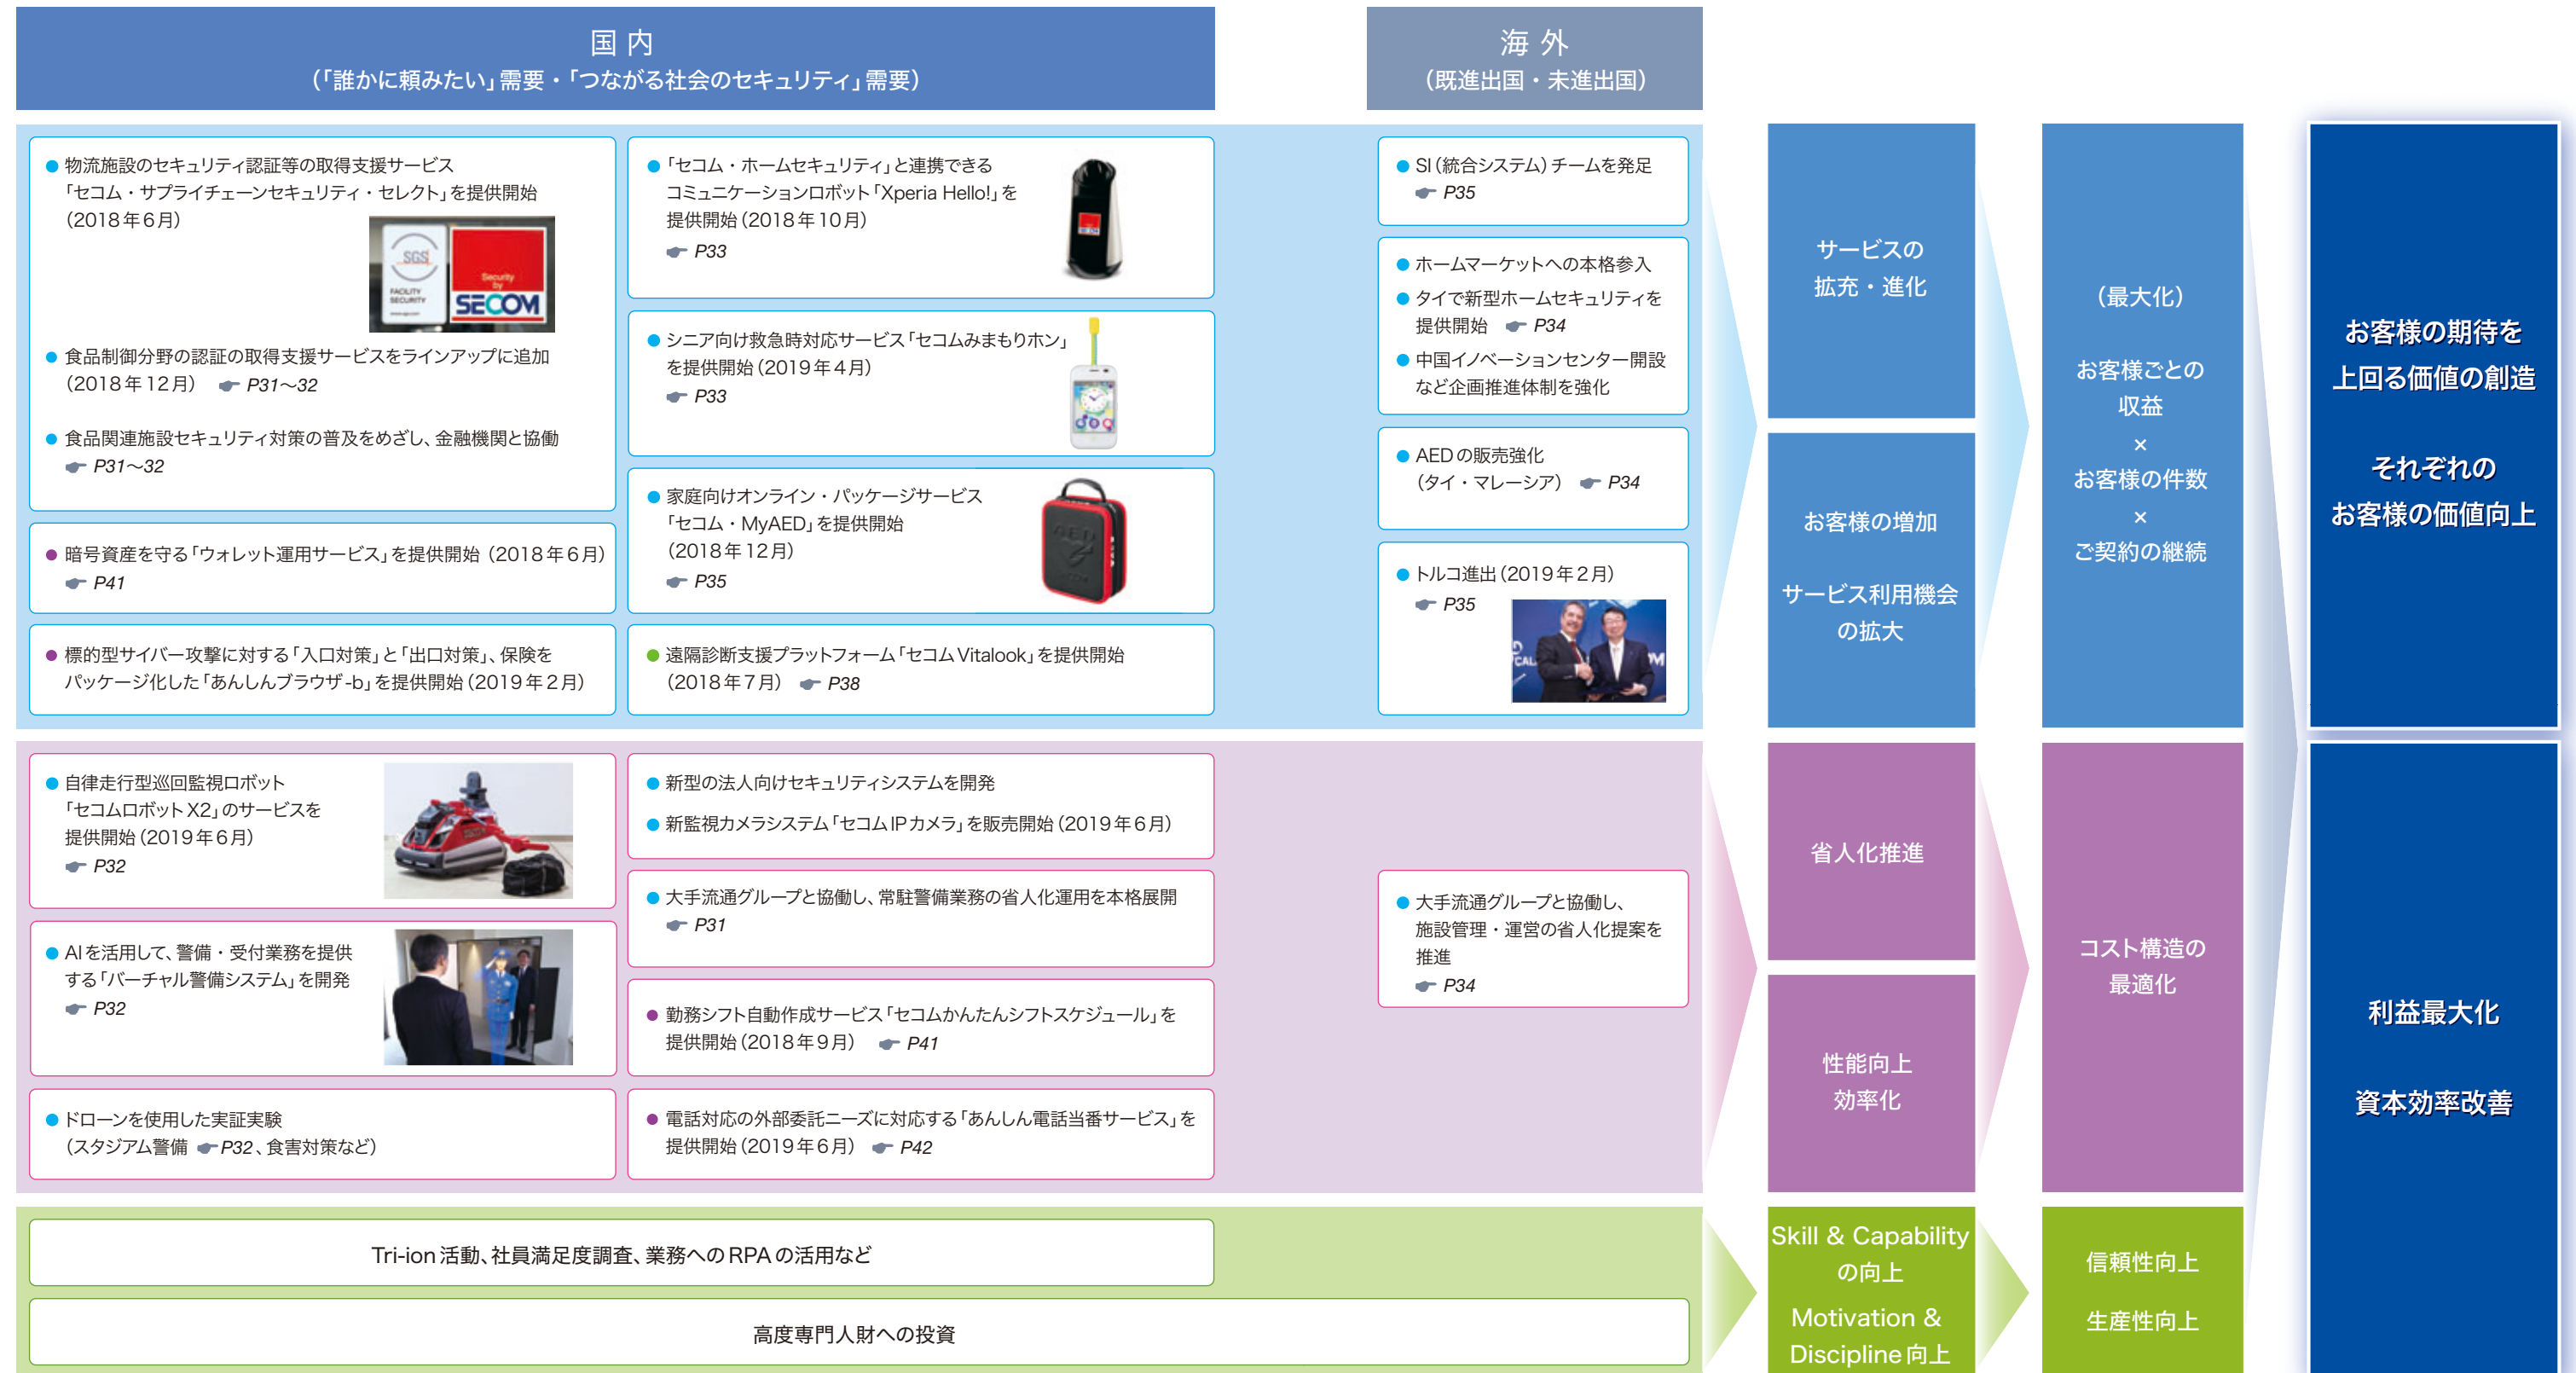 国内
(「誰かに頼みたい」需要・「つながる社会のセキュリティ」需要)
海外
(既進出国・未進出国)
● 物流施設のセキュリティ認証等の取得支援サービス
「セコム・サプライチェーンセキュリティ・セレクト」を提供開始
(2018年6月)
SGS
FACILITY
SECURITY
Security
by
SECOM
● 食品制御分野の認証の取得支援サービスをラインアップに追加
(2018年12月) ☛ P31〜32
● 食品関連施設セキュリティ対策の普及をめざし、金融機関と協働
☛ P31〜32
● 暗号資産を守る「ウォレット運用サービス」を提供開始 (2018年6月)
☛ P41
● 標的型サイバー攻撃に対する「入口対策」と「出口対策」、保険を
パッケージ化した「あんしんブラウザ-b」を提供開始(2019年2月)
● 「セコム・ホームセキュリティ」と連携できる
コミュニケーションロボット「Xperia Hello!」を
提供開始(2018年10月)
☛ P33
● シニア向け救急時対応サービス「セコムみまもりホン」
を提供開始(2019年4月)
☛ P33
● 家庭向けオンライン・パッケージサービス
「セコム・MyAED」を提供開始
(2018年12月)
☛ P35
AED
● 遠隔診断支援プラットフォーム「セコムVitalook」を提供開始
(2018年7月) ☛ P38
● SI(統合システム)チームを発足
☛ P35
● ホームマーケットへの本格参入
● タイで新型ホームセキュリティを
提供開始 ☛ P34
● 中国イノベーションセンター開設
など企画推進体制を強化
● AEDの販売強化
(タイ・マレーシア) ☛ P34
● トルコ進出(2019年2月)
☛ P35
サービスの
拡充・進化
お客様の増加
サービス利用機会
の拡大
(最大化)
お客様ごとの
収益
×
お客様の件数
×
ご契約の継続
お客様の期待を
上回る価値の創造
それぞれの
お客様の価値向上
● 自律走行型巡回監視ロボット
「セコムロボットX2」のサービスを
提供開始(2019年6月)
☛ P32
● AIを活用して、警備・受付業務を提供
する「バーチャル警備システム」を開発
☛ P32
● ドローンを使用した実証実験
(スタジアム警備 ☛P32、食害対策など)
● 新型の法人向けセキュリティシステムを開発
● 新監視カメラシステム「セコムIPカメラ」を販売開始(2019年6月)
● 大手流通グループと協働し、常駐警備業務の省人化運用を本格展開
☛ P31
● 勤務シフト自動作成サービス「セコムかんたんシフトスケジュール」を
提供開始(2018年9月) ☛ P41
● 電話対応の外部委託ニーズに対応する「あんしん電話当番サービス」を
提供開始(2019年6月) ☛ P42
● 大手流通グループと協働し、
施設管理・運営の省人化提案を
推進
☛ P34
省人化推進
性能向上
効率化
コスト構造の
最適化
利益最大化
資本効率改善
Tri-ion活動、社員満足度調査、業務へのRPAの活用など
高度専門人財への投資
Skill & Capability
の向上
Motivation &
Discipline向上
信頼性向上
生産性向上